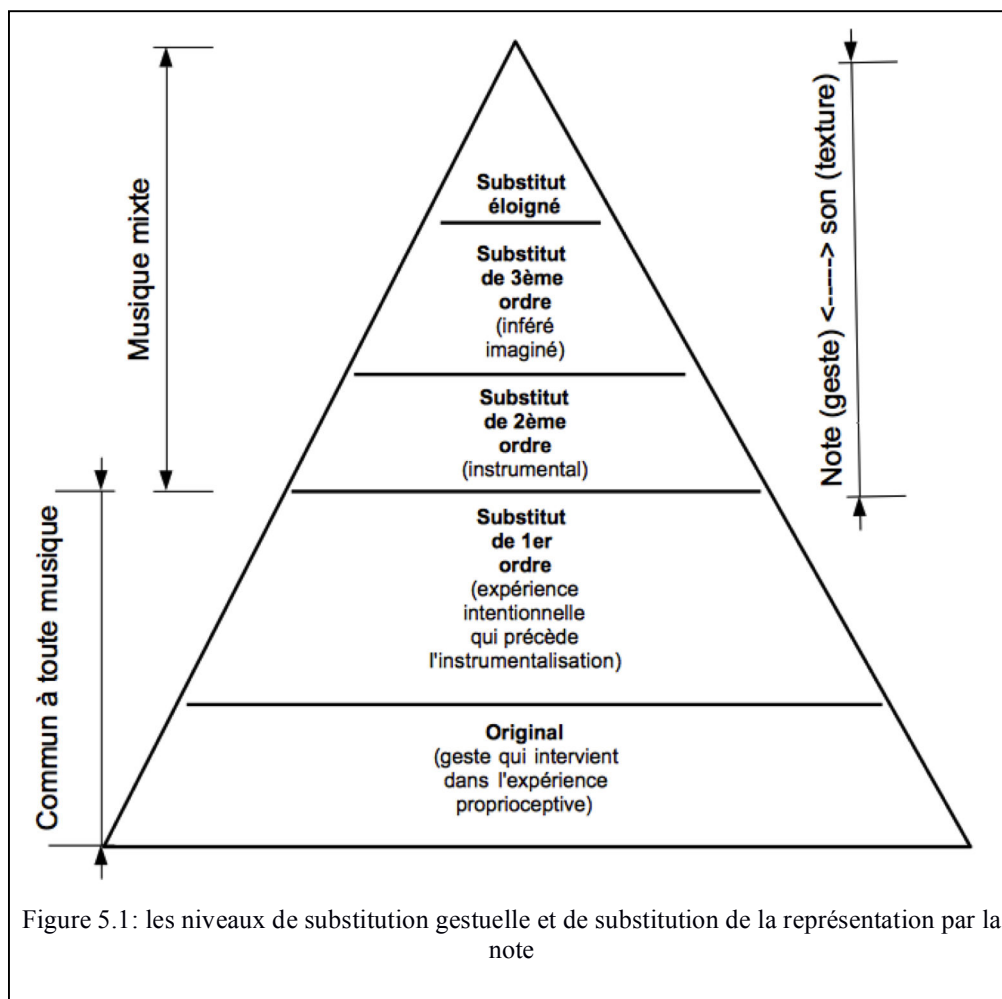 Musique mixte
Commun à toute musique
Substitut
éloigné
Substitut
de 3ème
ordre
(inféré
imaginé)
Substitut
de 2ème
ordre
(instrumental)
Substitut
de 1er
ordre
(expérience
intentionnelle
qui précède
l'instrumentalisation)
Original
(geste qui intervient
dans l'expérience
proprioceptive)
Note (geste) <-----> son (texture)
Figure 5.1: les niveaux de substitution gestuelle et de substitution de la représentation par la
note